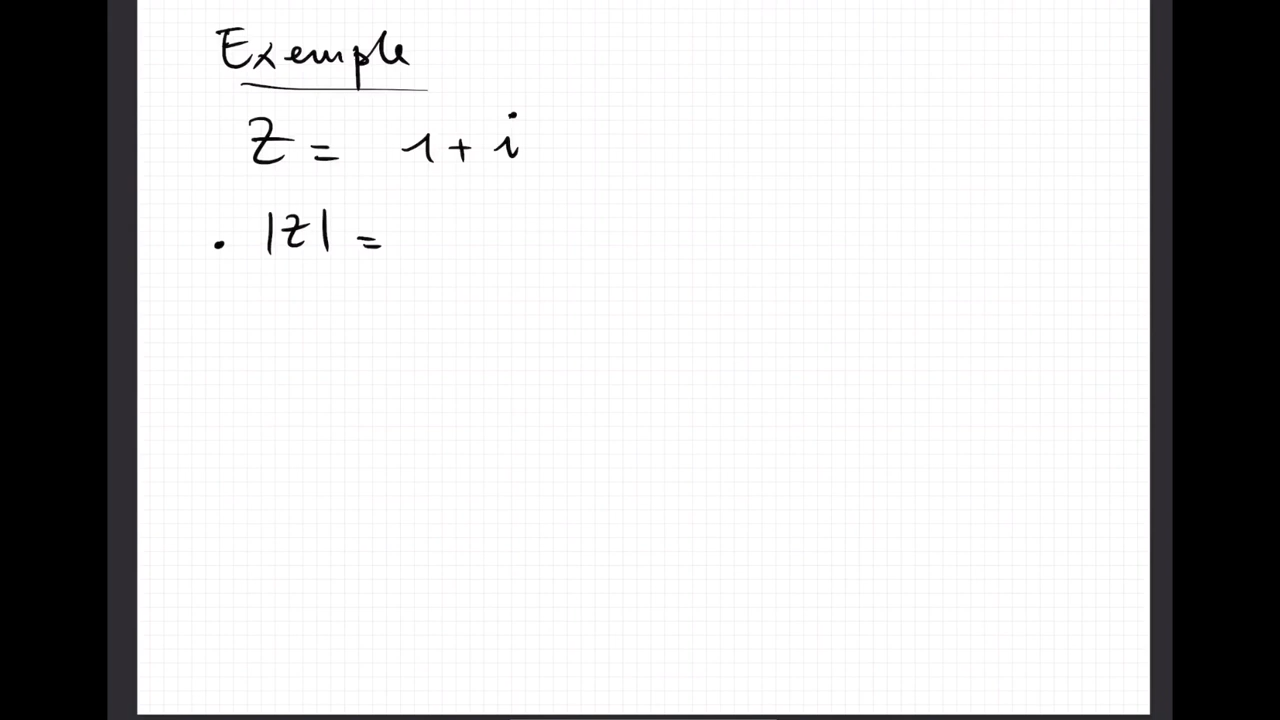 Exemple
Z = 1 + i
. |z| =